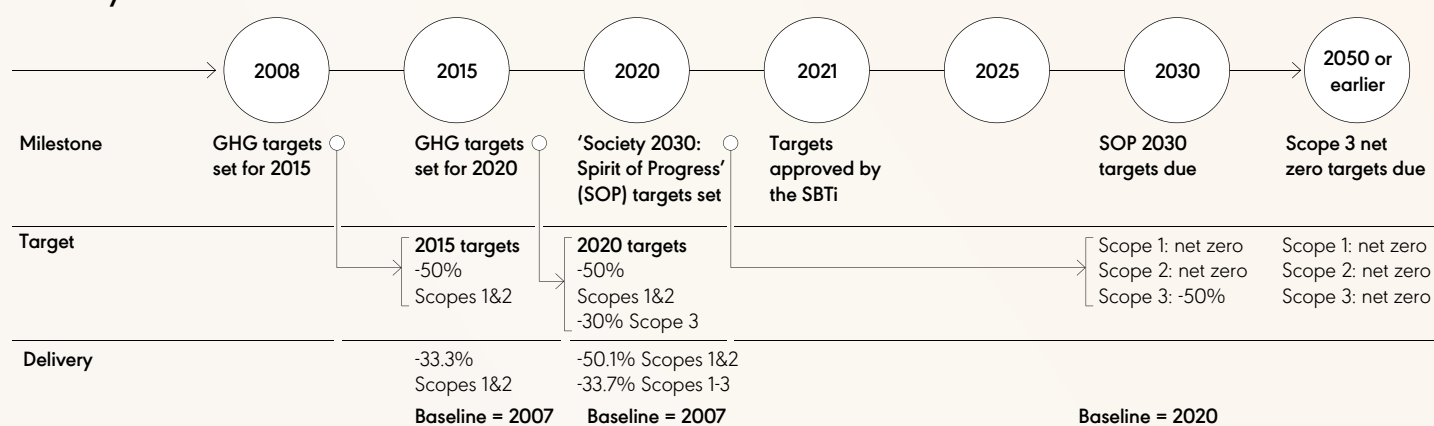 2008
2015
2020
2021
2025
2030
2050 or
earlier
Milestone
GHG targets
set for 2015
GHG targets
set for 2020
‘Society 2030:
Spirit of Progress’
(SOP) targets set
Targets
approved by
the SBTi
SOP 2030
targets due
Scope 3 net
zero targets due
Target
2015 targets
-50%
Scopes 1&2
2020 targets
-50%
Scopes 1&2
-30% Scope 3
Scope 1: net zero
Scope 2: net zero
Scope 3: -50%
Scope 1: net zero
Scope 2: net zero
Scope 3: net zero
Delivery
-33.3%
Scopes 1&2
-50.1% Scopes 1&2
-33.7% Scopes 1-3
Baseline = 2007
Baseline = 2007
Baseline = 2020